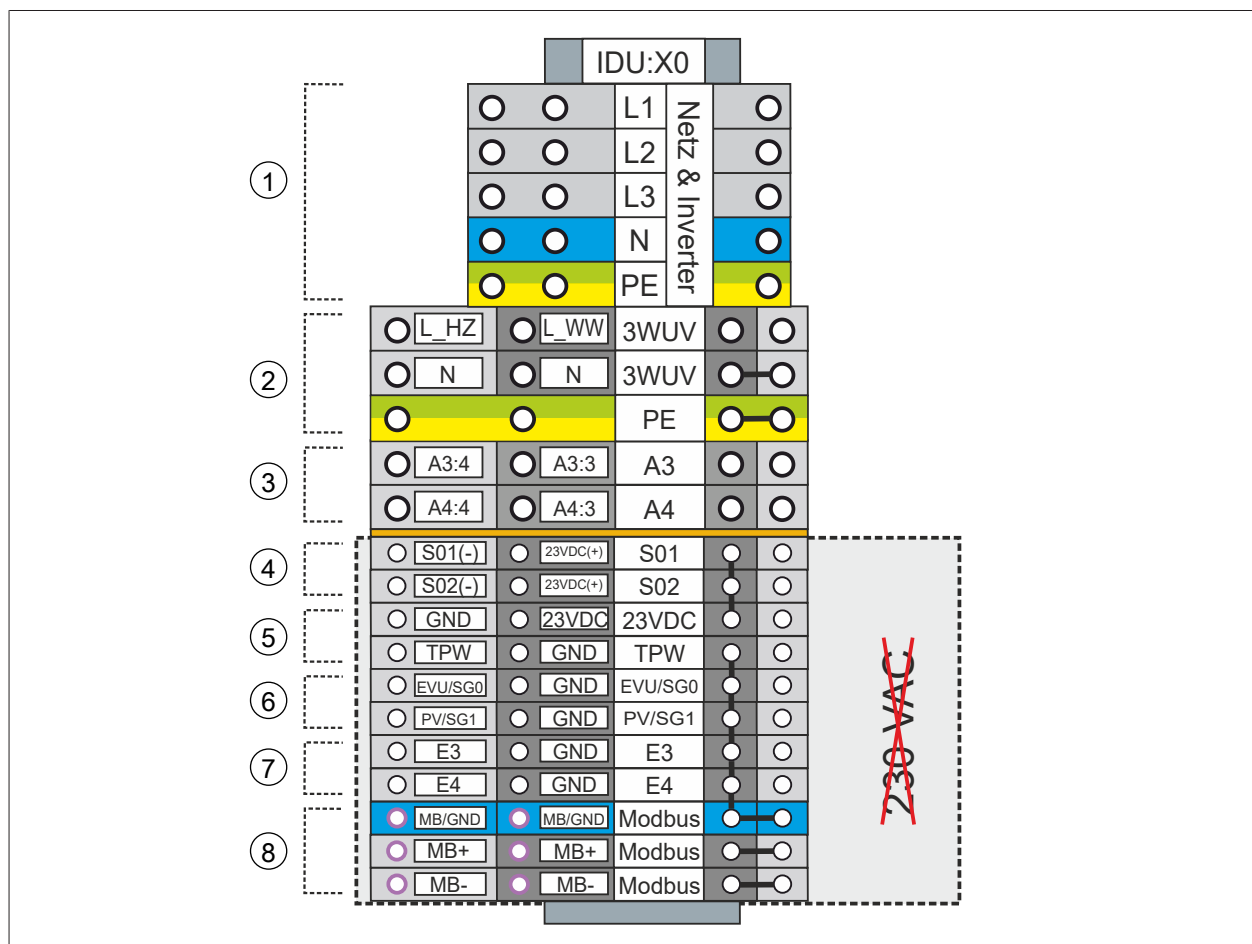 IDU:X0
L1
L2
L3
N
PE
Netz & Inverter
1
L_HZ L_WW 3WUV
N N 3WUV
PE
2
A3:4 A3:3 A3
A4:4 A4:3 A4
3
S01(-) 23VDC(+) S01
S02(-) 23VDC(+) S02
4
GND 23VDC 23VDC
TPW GND TPW
5
EVU/SG0 GND EVU/SG0
PV/SG1 GND PV/SG1
6
E3 GND E3
E4 GND E4
7
MB/GND MB/GND Modbus
MB+ MB+ Modbus
MB- MB- Modbus
8
230 VAC